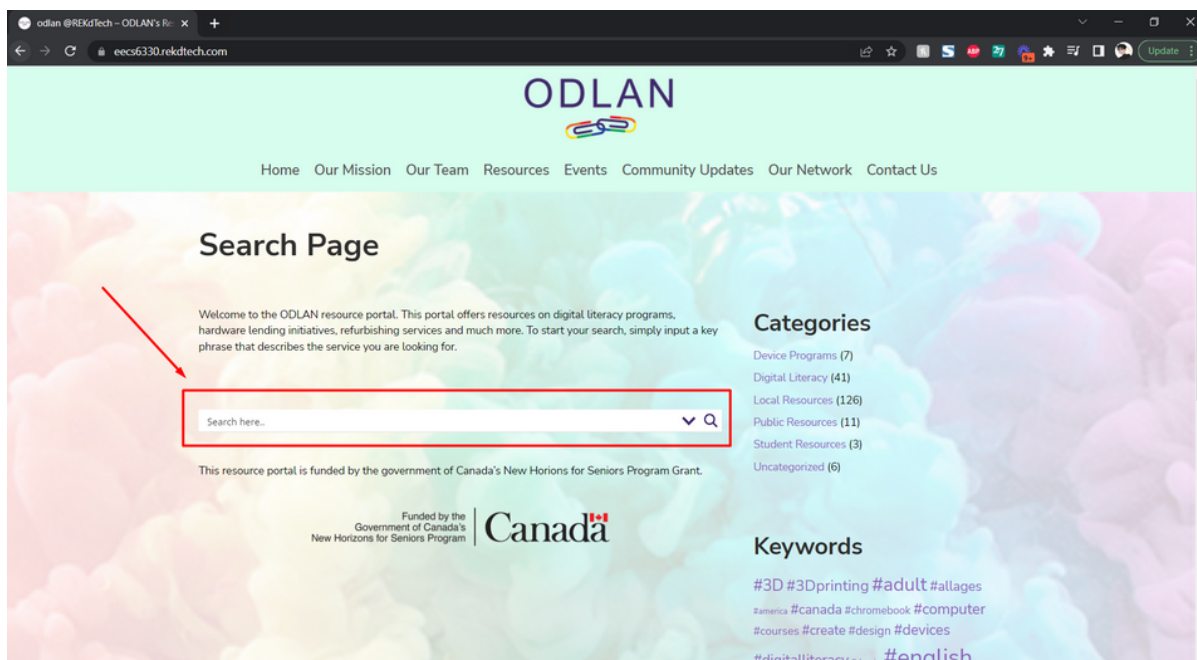 odlan @REKdTech – ODLAN's Re
eecs6330.rekdtech.com
Update
ODLAN
Home Our Mission Our Team Resources Events Community Updates Our Network Contact Us
Search Page
Welcome to the ODLAN resource portal. This portal offers resources on digital literacy programs,
hardware lending initiatives, refurbishing services and much more. To start your search, simply input a key
phrase that describes the service you are looking for.
Search here..
This resource portal is funded by the government of Canada's New Horions for Seniors Program Grant.
Funded by the
Government of Canada's
New Horizons for Seniors Program
Canada
Categories
Device Programs (7)
Digital Literacy (41)
Local Resources (126)
Public Resources (11)
Student Resources (3)
Uncategorized (6)
Keywords
#3D #3Dprinting #adult #allages
#america #canada #chromebook #computer
#courses #create #design #devices
#digitalliteracy #english